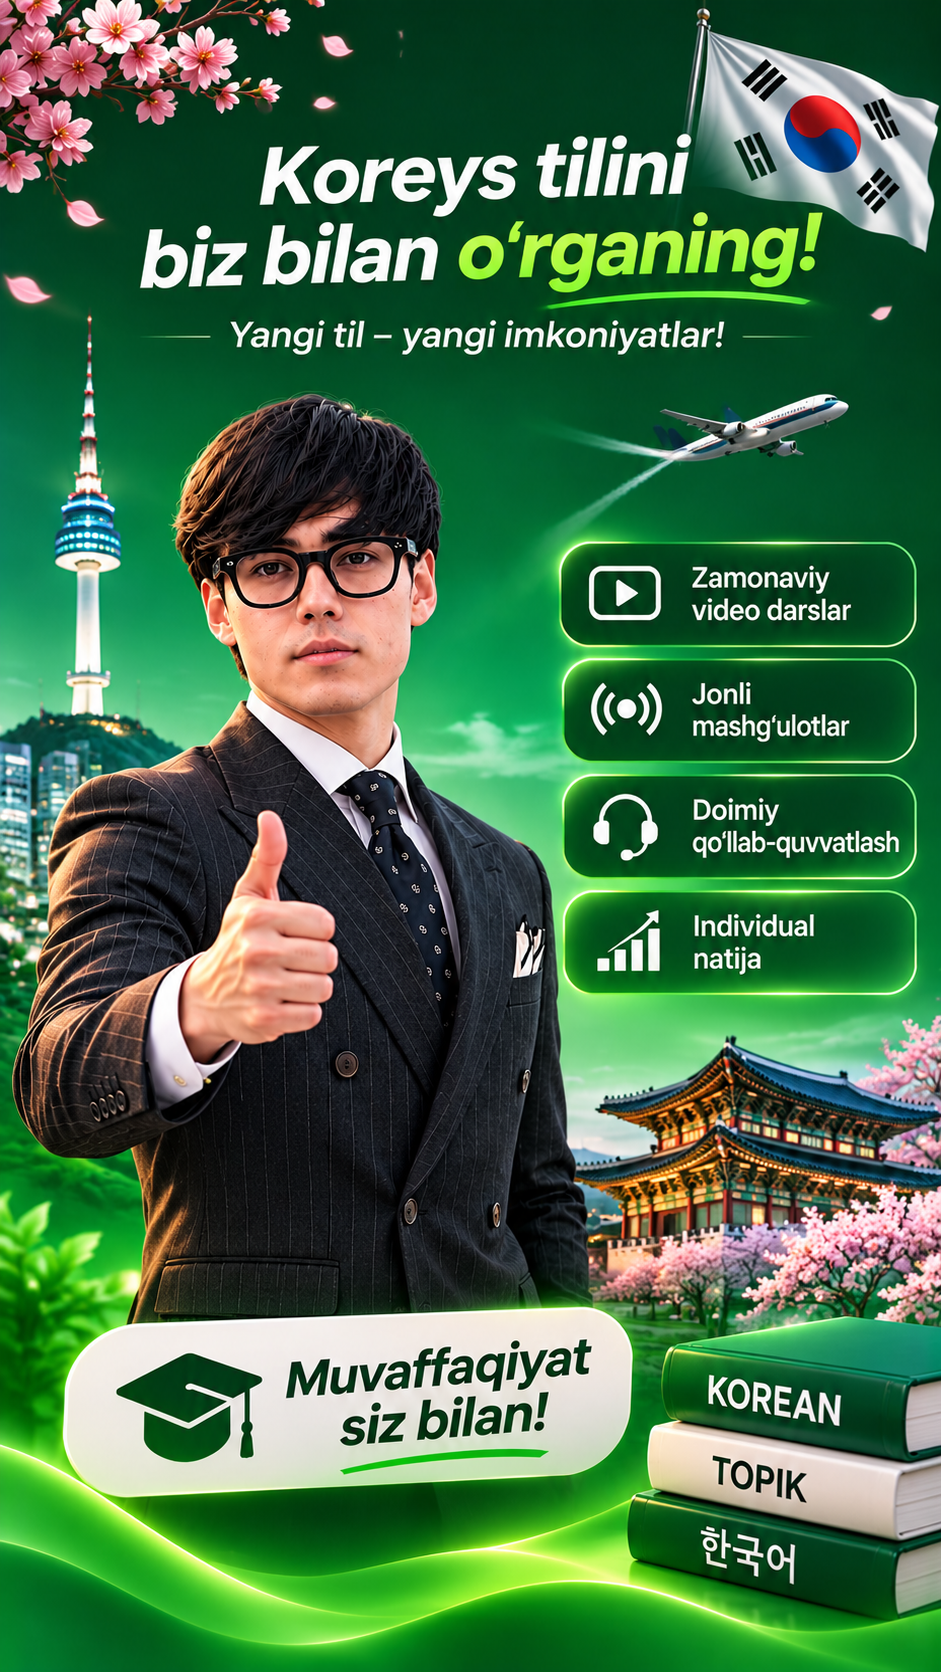 Koreys tilini
biz bilan o‘rganing!
Yangi til – yangi imkoniyatlar!
Zamonaviy
video darslar
Jonli
mashg‘ulotlar
Doimiy
qo‘llab-quvvatlash
Individual
natija
Muvaffaqiyat
siz bilan!
KOREAN
TOPIK
한국어